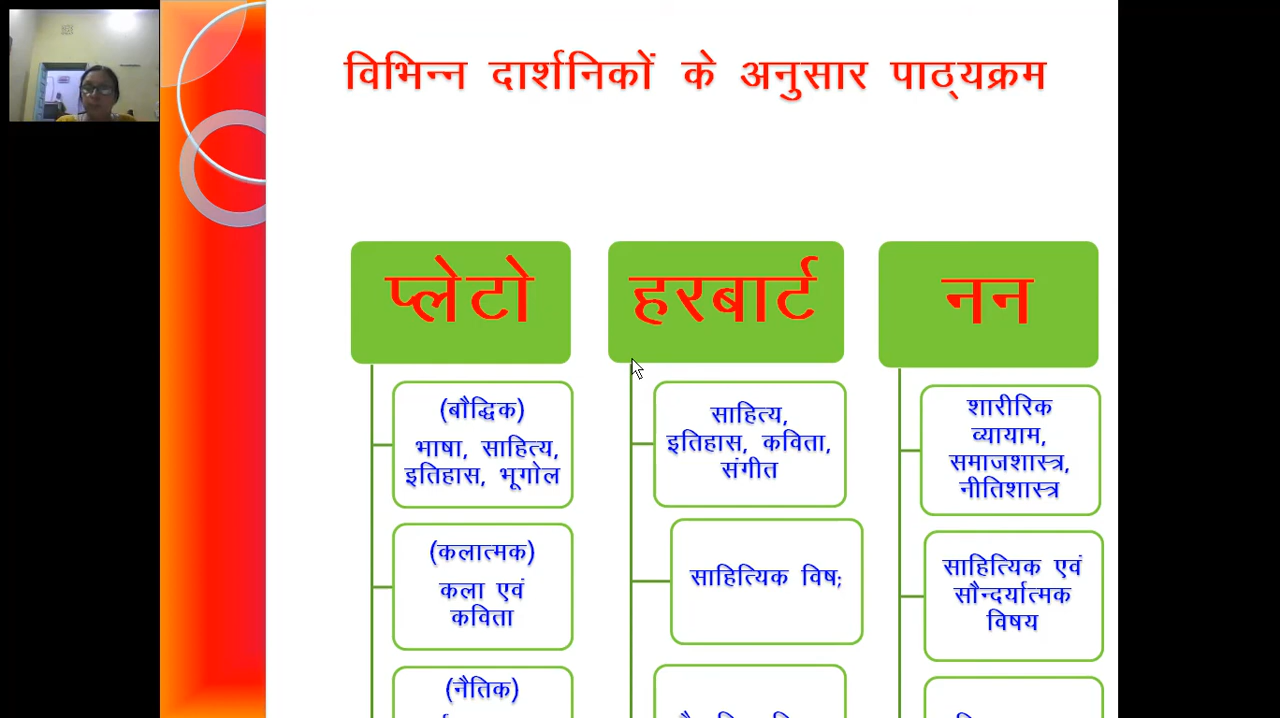 विभिन्न दार्शनिकों के अनुसार पाठ्यक्रम
प्लेटो
(बौद्धिक)
भाषा, साहित्य,
इतिहास, भूगोल
(कलात्मक)
कला एवं
कविता
(नैतिक)
हरबार्ट
साहित्य,
इतिहास, कविता,
संगीत
साहित्यिक विष;
नन
शारीरिक
व्यायाम,
समाजशास्त्र,
नीतिशास्त्र
साहित्यिक एवं
सौन्दर्यात्मक
विषय